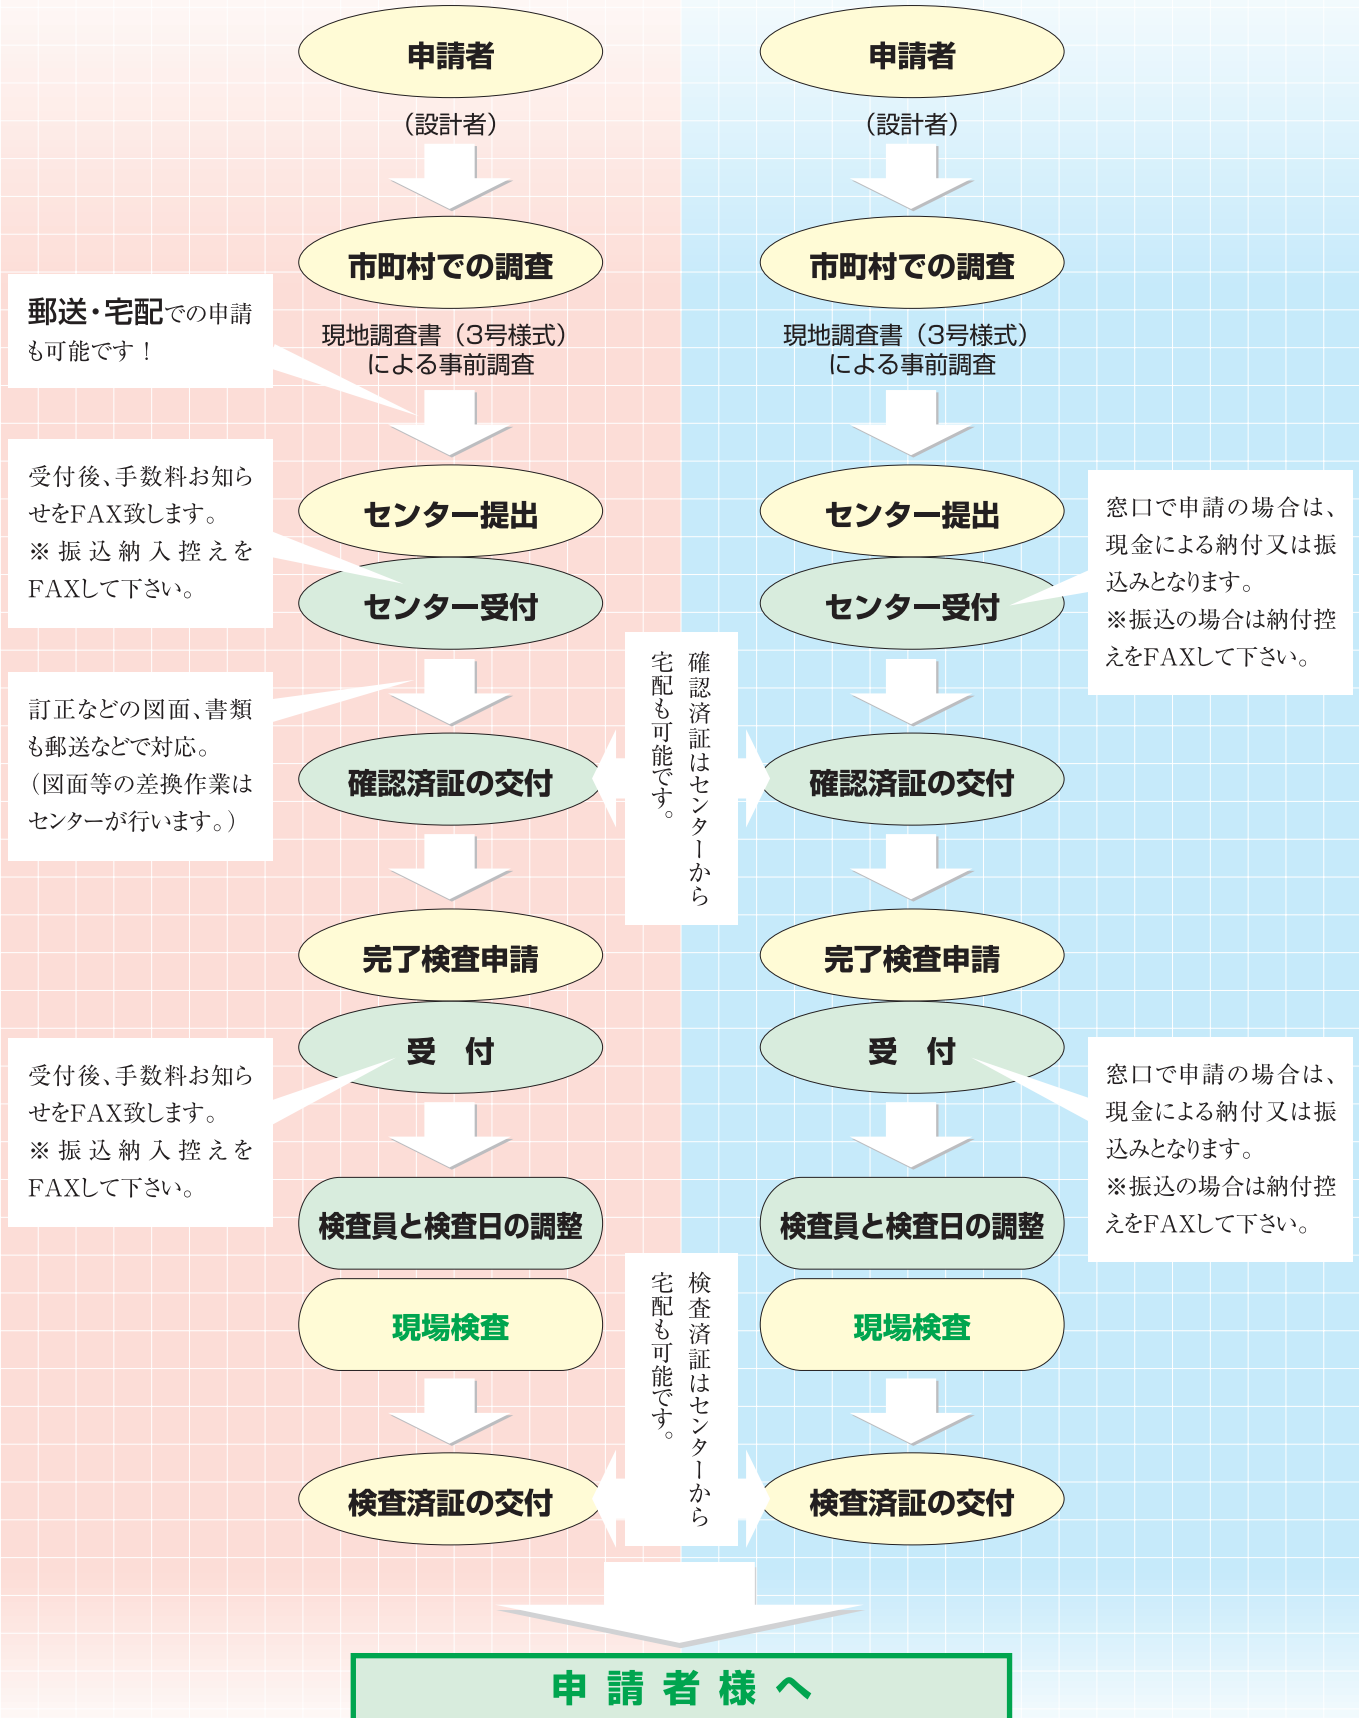 申請者
（設計者）
市町村での調査
現地調査書（3号様式）
による事前調査
郵送・宅配での申請
も可能です！
センター提出
センター受付
受付後、手数料お知ら
せをFAX致します。
※振込納入控えを
FAXして下さい。
訂正などの図面、書類
も郵送などで対応。
（図面等の差換作業は
センターが行います。）
確認済証の交付
完了検査申請
受　付
受付後、手数料お知ら
せをFAX致します。
※振込納入控えを
FAXして下さい。
検査員と検査日の調整
現場検査
検査済証の交付
確認済証はセンターから
宅配も可能です。
検査済証はセンターから
宅配も可能です。
申請者
（設計者）
市町村での調査
現地調査書（3号様式）
による事前調査
センター提出
センター受付
窓口で申請の場合は、
現金による納付又は振
込みとなります。
※振込の場合は納付控
えをFAXして下さい。
確認済証の交付
完了検査申請
受　付
窓口で申請の場合は、
現金による納付又は振
込みとなります。
※振込の場合は納付控
えをFAXして下さい。
検査員と検査日の調整
現場検査
検査済証の交付
申請者様へ